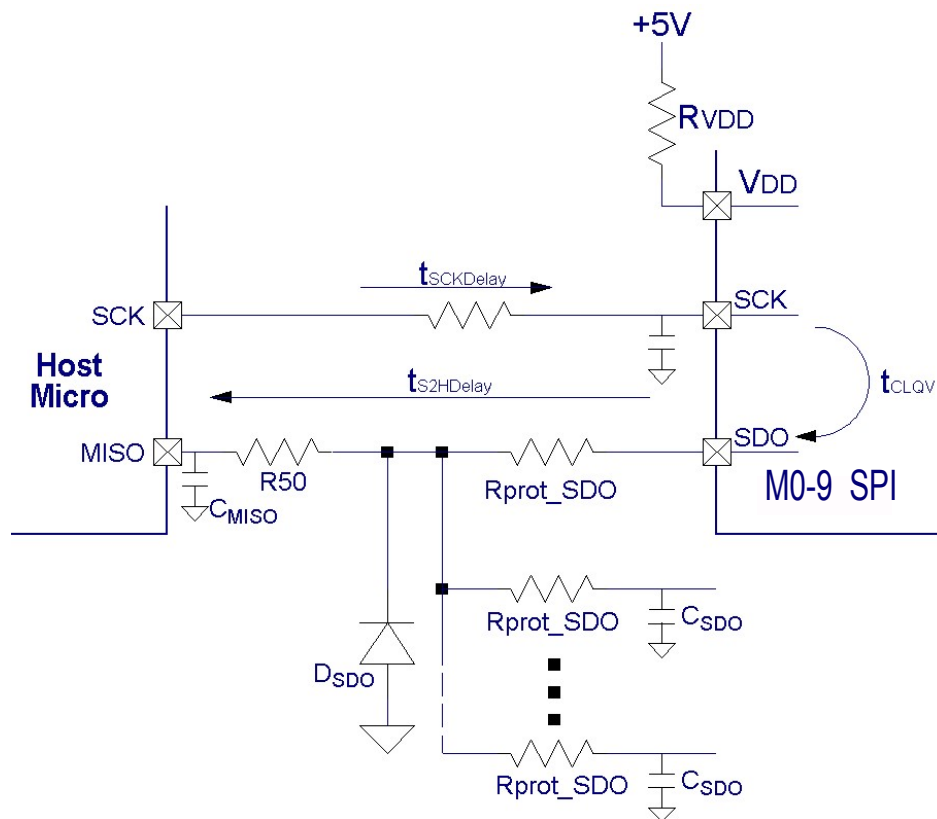 +5V
RVDD
VDD
tSCKDelay
SCK
SCK
Host
Micro
tS2HDelay
tCLQV
MISO
SDO
R50
Rprot_SDO
M0-9 SPI
CMISO
Rprot_SDO
CSDO
DSDO
Rprot_SDO
CSDO